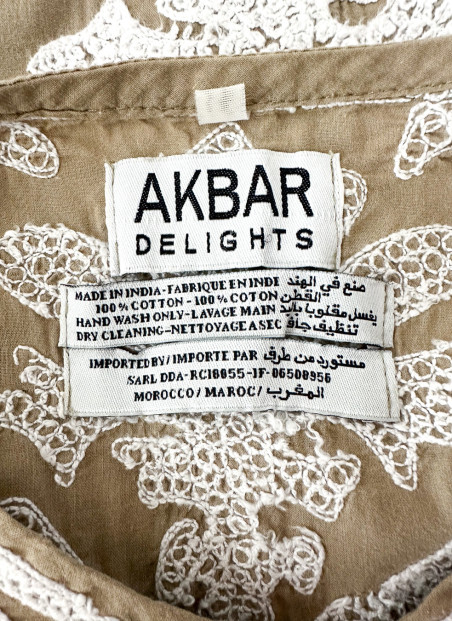 AKBAR
DELIGHTS
MADE IN INDIA-FABRIQUE EN INDE صنع في الهند
100% COTTON - 100% COTON القطن
HAND WASH ONLY-LAVAGE MAIN يغسل مقنوبا باليد
DRY CLEANING-NETTOYAGE A SEC تنظيف جاف
IMPORTED BY/IMPORTE PAR مستورد من طرف
SARL DDA-RC18055-IF-06508956
MOROCCO/MAROC/ المغرب